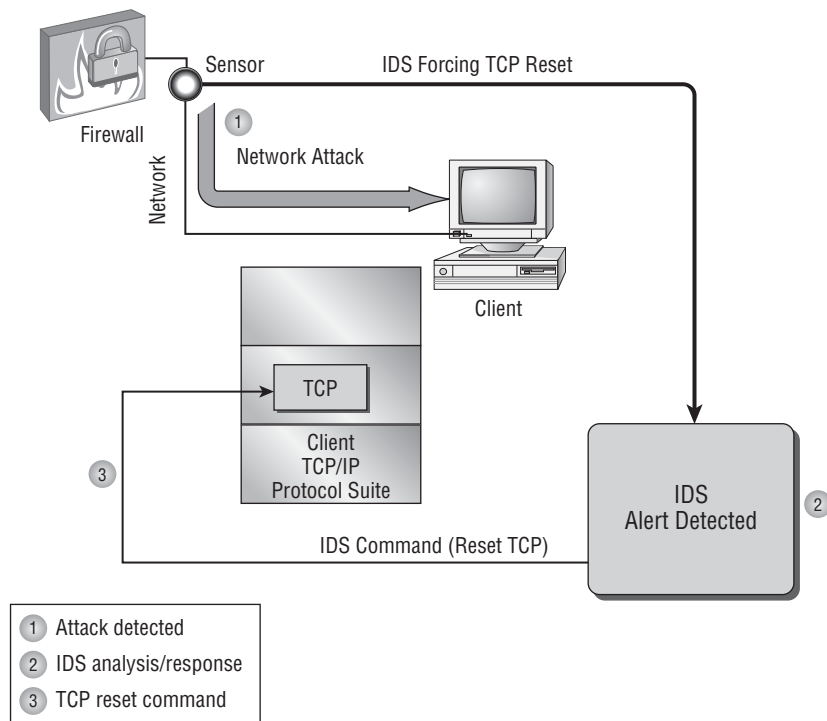 Sensor
IDS Forcing TCP Reset
Firewall
1
Network Attack
Network
Client
TCP
Client
TCP/IP
Protocol Suite
3
IDS
Alert Detected
2
IDS Command (Reset TCP)
1 Attack detected
2 IDS analysis/response
3 TCP reset command